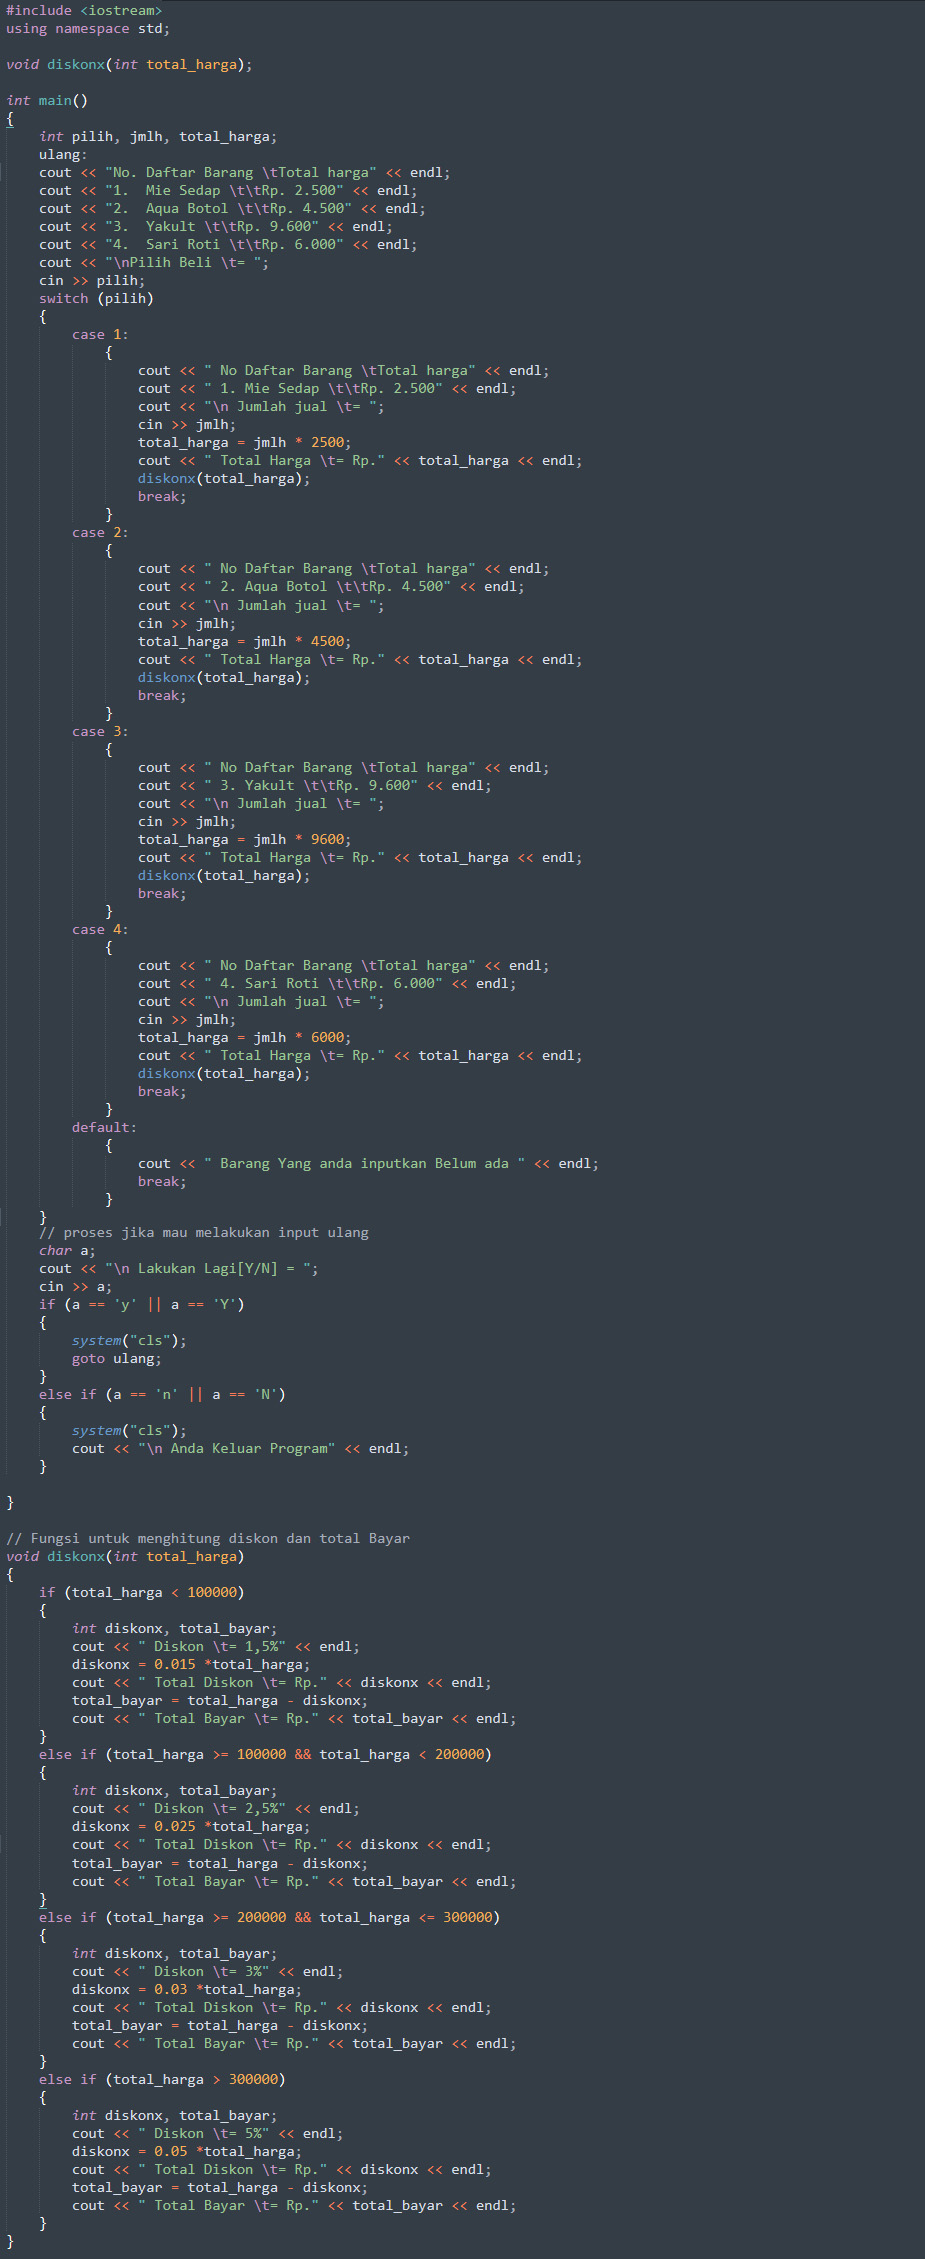 #include <iostream>
using namespace std;

void diskonx(int total_harga);

int main()
{
    int pilih, jmlh, total_harga;
    ulang:
    cout << "No. Daftar Barang \tTotal harga" << endl;
    cout << "1.  Mie Sedap \t\tRp. 2.500" << endl;
    cout << "2.  Aqua Botol \t\tRp. 4.500" << endl;
    cout << "3.  Yakult \t\tRp. 9.600" << endl;
    cout << "4.  Sari Roti \t\tRp. 6.000" << endl;
    cout << "\nPilih Beli \t= ";
    cin >> pilih;
    switch (pilih)
    {
        case 1:
            {
                cout << " No Daftar Barang \tTotal harga" << endl;
                cout << " 1. Mie Sedap \t\tRp. 2.500" << endl;
                cout << "\n Jumlah jual \t= ";
                cin >> jmlh;
                total_harga = jmlh * 2500;
                cout << " Total Harga \t= Rp." << total_harga << endl;
                diskonx(total_harga);
                break;
            }
        case 2:
            {
                cout << " No Daftar Barang \tTotal harga" << endl;
                cout << " 2. Aqua Botol \t\tRp. 4.500" << endl;
                cout << "\n Jumlah jual \t= ";
                cin >> jmlh;
                total_harga = jmlh * 4500;
                cout << " Total Harga \t= Rp." << total_harga << endl;
                diskonx(total_harga);
                break;
            }
        case 3:
            {
                cout << " No Daftar Barang \tTotal harga" << endl;
                cout << " 3. Yakult \t\tRp. 9.600" << endl;
                cout << "\n Jumlah jual \t= ";
                cin >> jmlh;
                total_harga = jmlh * 9600;
                cout << " Total Harga \t= Rp." << total_harga << endl;
                diskonx(total_harga);
                break;
            }
        case 4:
            {
                cout << " No Daftar Barang \tTotal harga" << endl;
                cout << " 4. Sari Roti \t\tRp. 6.000" << endl;
                cout << "\n Jumlah jual \t= ";
                cin >> jmlh;
                total_harga = jmlh * 6000;
                cout << " Total Harga \t= Rp." << total_harga << endl;
                diskonx(total_harga);
                break;
            }
        default:
            {
                cout << " Barang Yang anda inputkan Belum ada " << endl;
                break;
            }
    }
    // proses jika mau melakukan input ulang
    char a;
    cout << "\n Lakukan Lagi[Y/N] = ";
    cin >> a;
    if (a == 'y' || a == 'Y')
    {
        system("cls");
        goto ulang;
    }
    else if (a == 'n' || a == 'N')
    {
        system("cls");
        cout << "\n Anda Keluar Program" << endl;
    }

}

// Fungsi untuk menghitung diskon dan total Bayar
void diskonx(int total_harga)
{
    if (total_harga < 100000)
    {
        int diskonx, total_bayar;
        cout << " Diskon \t= 1,5%" << endl;
        diskonx = 0.015 *total_harga;
        cout << " Total Diskon \t= Rp." << diskonx << endl;
        total_bayar = total_harga - diskonx;
        cout << " Total Bayar \t= Rp." << total_bayar << endl;
    }
    else if (total_harga >= 100000 && total_harga < 200000)
    {
        int diskonx, total_bayar;
        cout << " Diskon \t= 2,5%" << endl;
        diskonx = 0.025 *total_harga;
        cout << " Total Diskon \t= Rp." << diskonx << endl;
        total_bayar = total_harga - diskonx;
        cout << " Total Bayar \t= Rp." << total_bayar << endl;
    }
    else if (total_harga >= 200000 && total_harga <= 300000)
    {
        int diskonx, total_bayar;
        cout << " Diskon \t= 3%" << endl;
        diskonx = 0.03 *total_harga;
        cout << " Total Diskon \t= Rp." << diskonx << endl;
        total_bayar = total_harga - diskonx;
        cout << " Total Bayar \t= Rp." << total_bayar << endl;
    }
    else if (total_harga > 300000)
    {
        int diskonx, total_bayar;
        cout << " Diskon \t= 5%" << endl;
        diskonx = 0.05 *total_harga;
        cout << " Total Diskon \t= Rp." << diskonx << endl;
        total_bayar = total_harga - diskonx;
        cout << " Total Bayar \t= Rp." << total_bayar << endl;
    }
}